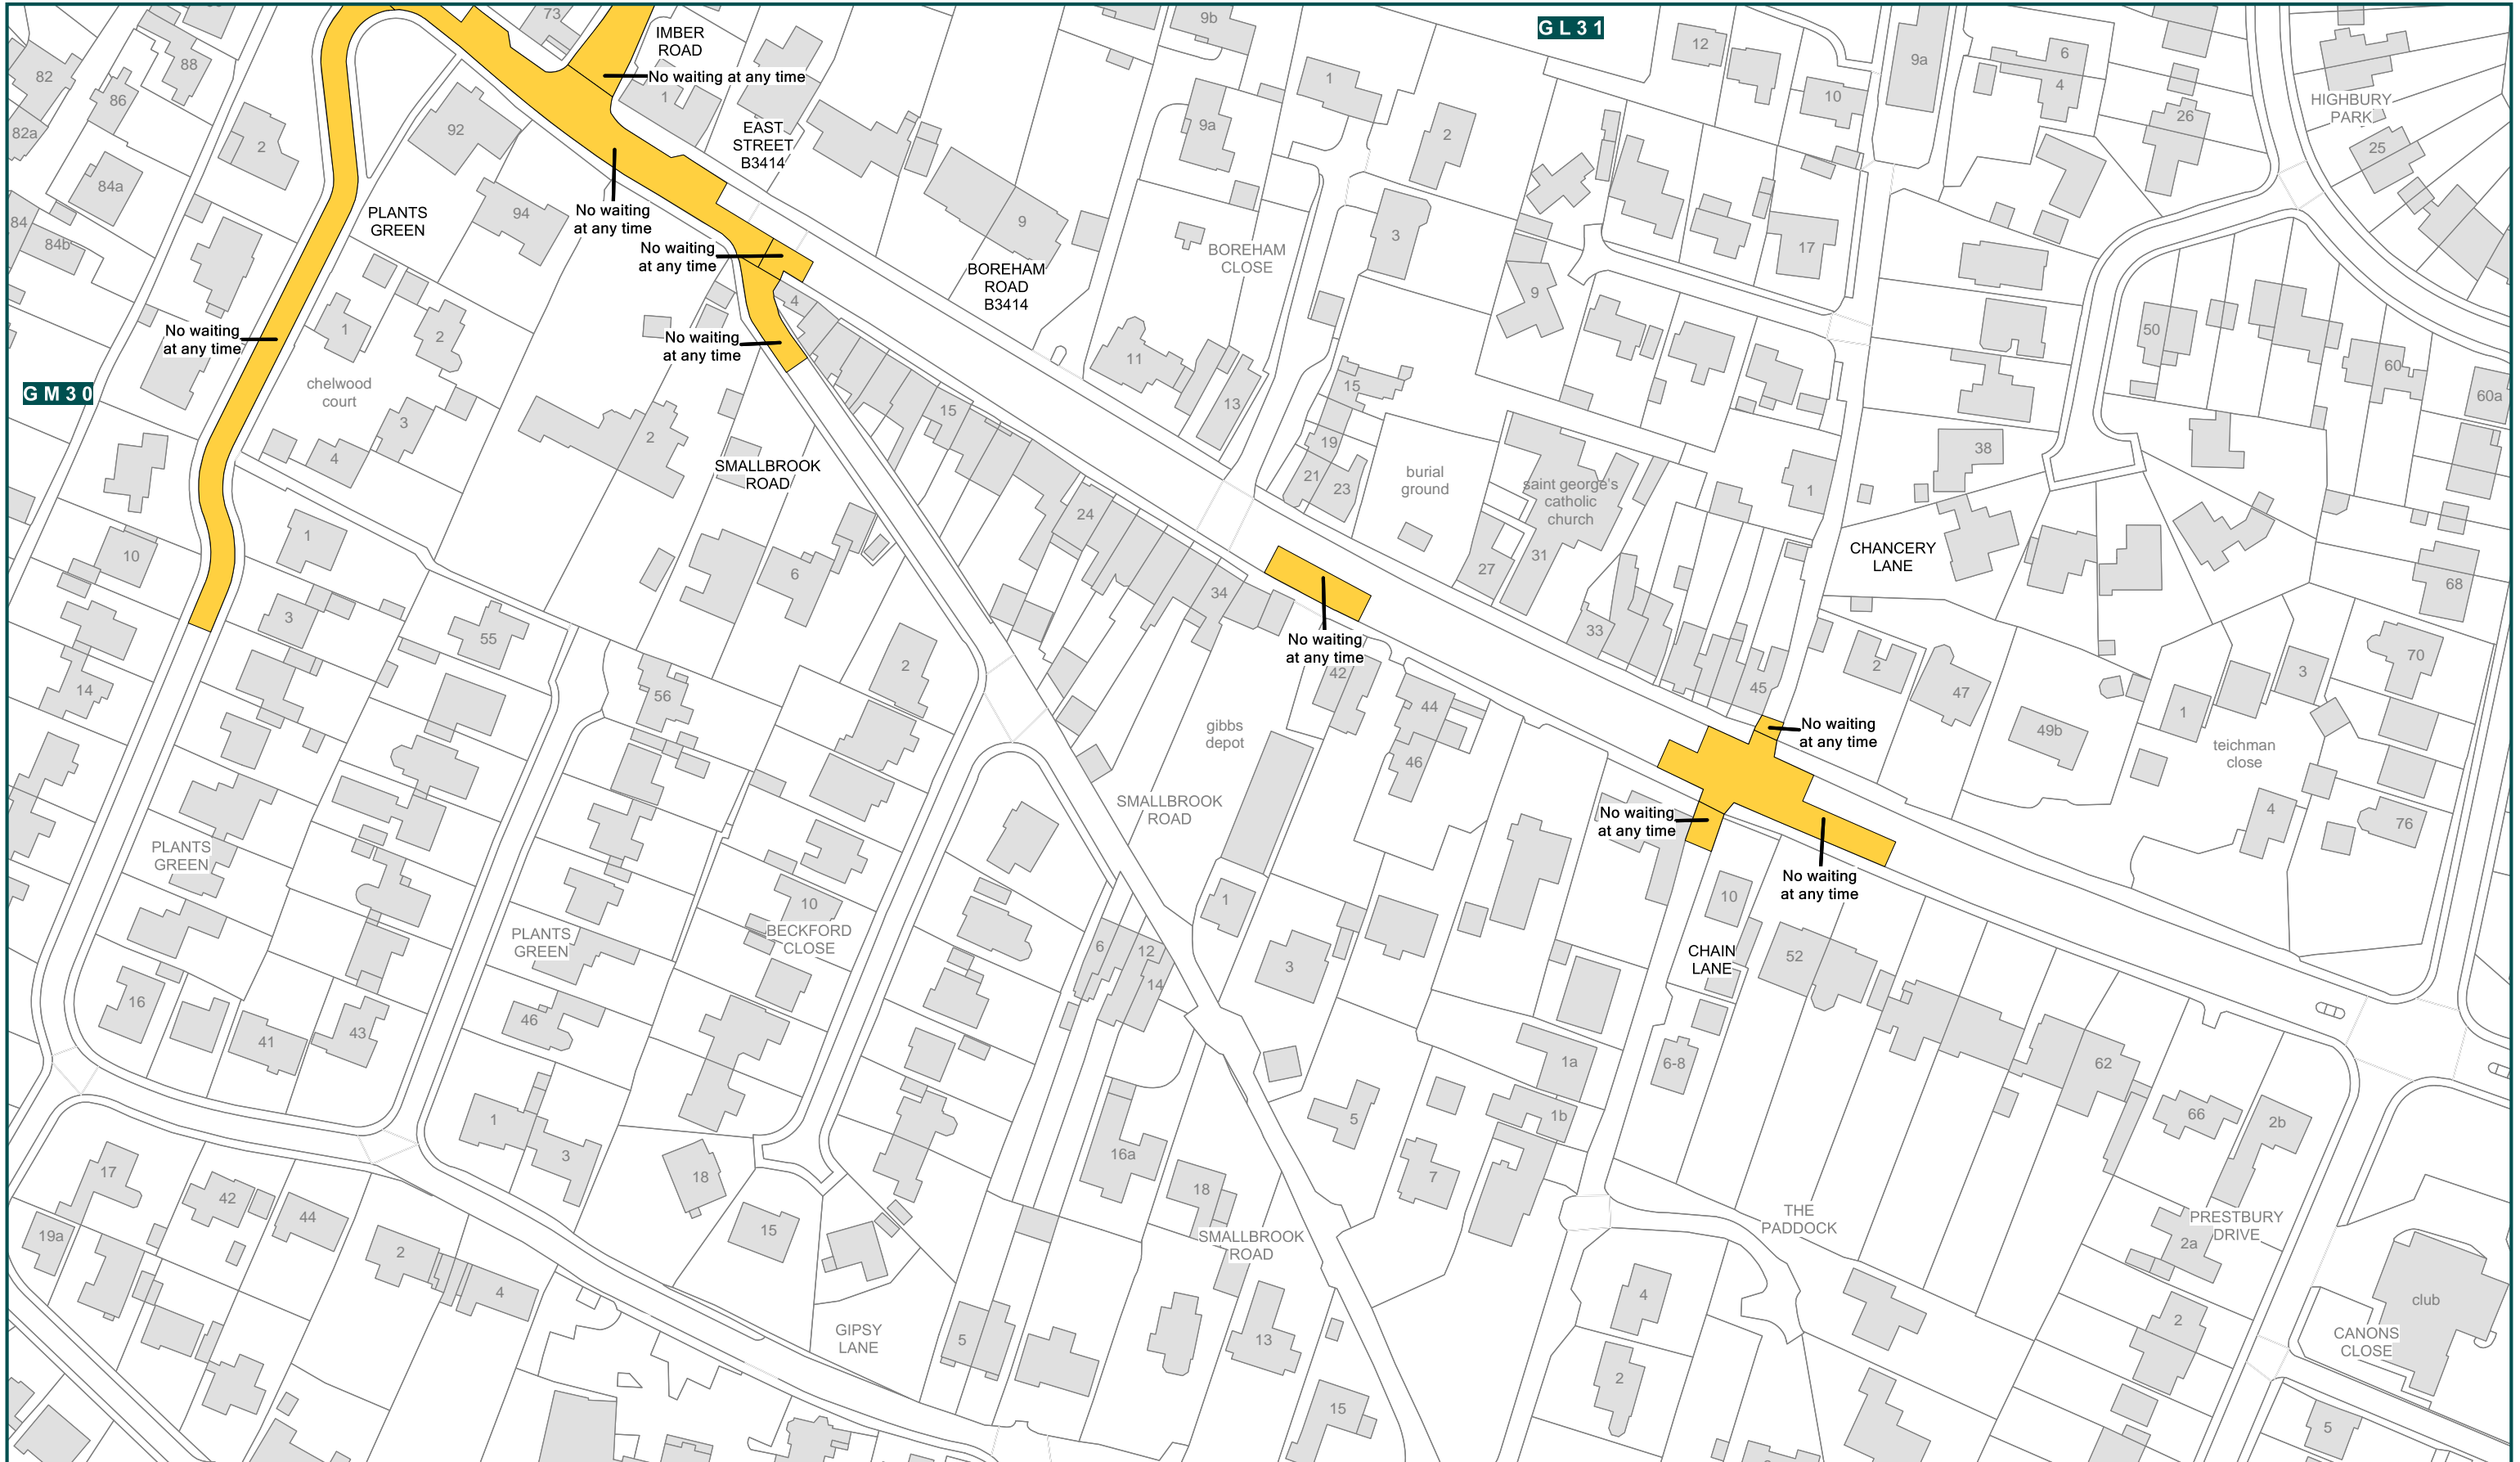 73
IMBER
ROAD
9b
GL31
12
6
9a
88
82
86
No waiting at any time
1
1
4
10
HIGHBURY
PARK
82a
92
EAST
STREET
B3414
9a
2
26
25
2
84a
No waiting
at any time
PLANTS
GREEN
94
84
84b
No waiting
at any time
9
BOREHAM
CLOSE
3
17
BOREHAM
ROAD
B3414
4
9
No waiting
at any time
1
2
No waiting
at any time
11
50
60
60a
GM30
chelwood
court
15
13
15
3
2
19
38
4
SMALLBROOK
ROAD
21
23
burial
ground
saint george's
catholic
church
1
24
10
1
31
CHANCERY
LANE
27
6
34
68
3
55
No waiting
at any time
33
2
2
70
3
42
45
47
14
56
44
1
No waiting
at any time
49b
gibbs
depot
46
teichman
close
SMALLBROOK
ROAD
No waiting
at any time
4
76
PLANTS
GREEN
No waiting
at any time
10
1
10
PLANTS
GREEN
BECKFORD
CLOSE
6
12
14
3
CHAIN
LANE
52
16
46
41
43
1a
6-8
62
1
5
1b
66
2b
3
16a
17
18
7
42
18
44
19a
15
SMALLBROOK
ROAD
THE
PADDOCK
PRESTBURY
DRIVE
2a
2
4
4
club
GIPSY
LANE
5
13
2
CANONS
CLOSE
2
15
5